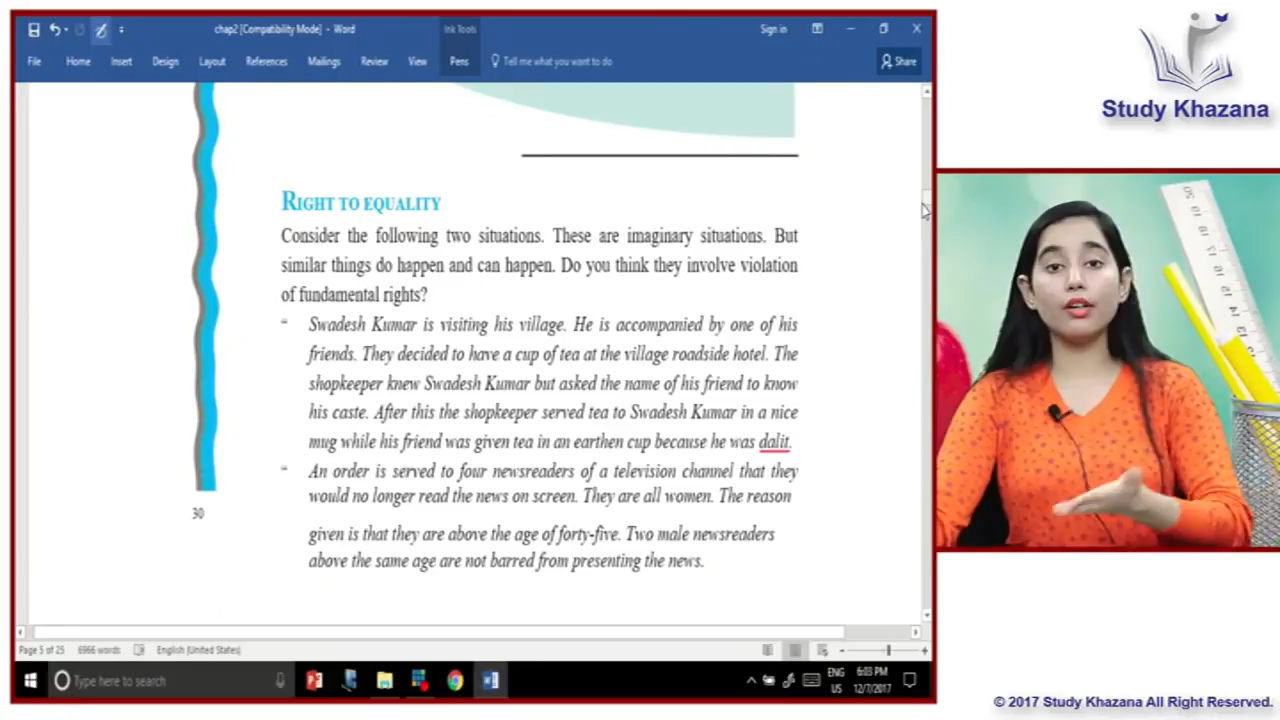 chap2 [Compatibility Mode] - Word
Ink Tools
Sign in
File Home Insert Design Layout References Mailings Review View Pens Tell me what you want to do Share
Study Khazana
RIGHT TO EQUALITY
Consider the following two situations. These are imaginary situations. But
similar things do happen and can happen. Do you think they involve violation
of fundamental rights?
Swadesh Kumar is visiting his village. He is accompanied by one of his
friends. They decided to have a cup of tea at the village roadside hotel. The
shopkeeper knew Swadesh Kumar but asked the name of his friend to know
his caste. After this the shopkeeper served tea to Swadesh Kumar in a nice
mug while his friend was given tea in an earthen cup because he was dalit.
An order is served to four newsreaders of a television channel that they
would no longer read the news on screen. They are all women. The reason
30
given is that they are above the age of forty-five. Two male newsreaders
above the same age are not barred from presenting the news.
Page 5 of 25 6966 words English (United States)
Type here to search
ENG
US
6:03 PM
12/7/2017
© 2017 Study Khazana All Right Reserved.